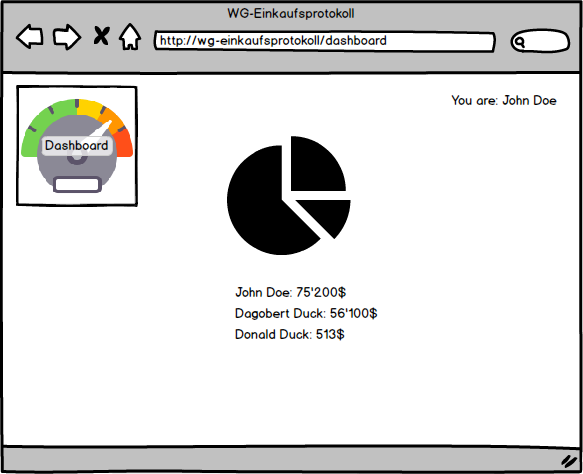 WG-Einkaufsprotokoll
http://wg-einkaufsprotokoll/dashboard
You are: John Doe
Dashboard
John Doe: 75'200$
Dagobert Duck: 56'100$
Donald Duck: 513$